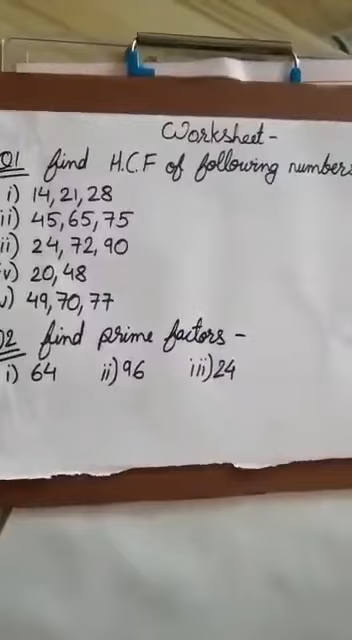 Worksheet-
Q1 find H.C.F of following numbers
i) 14, 21, 28
ii) 45, 65, 75
ii) 24, 72, 90
iv) 20, 48
v) 49, 70, 77
Q2 find prime factors -
i) 64 ii) 96 iii) 24